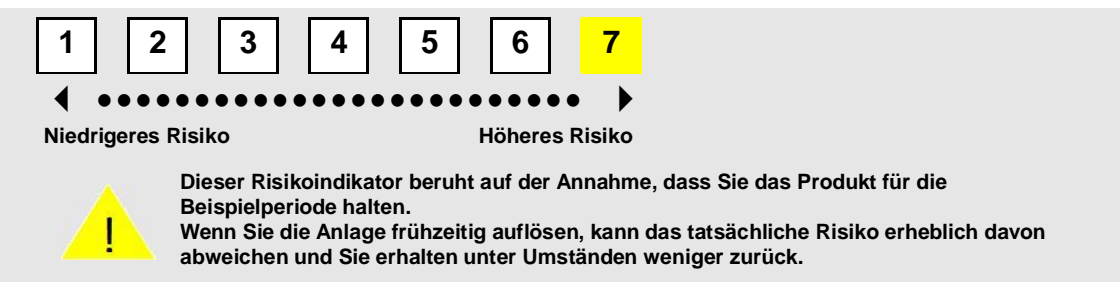 1 2 3 4 5 6 7
Niedrigeres Risiko Höheres Risiko
Dieser Risikoindikator beruht auf der Annahme, dass Sie das Produkt für die
Beispielperiode halten.
Wenn Sie die Anlage frühzeitig auflösen, kann das tatsächliche Risiko erheblich davon
abweichen und Sie erhalten unter Umständen weniger zurück.
!